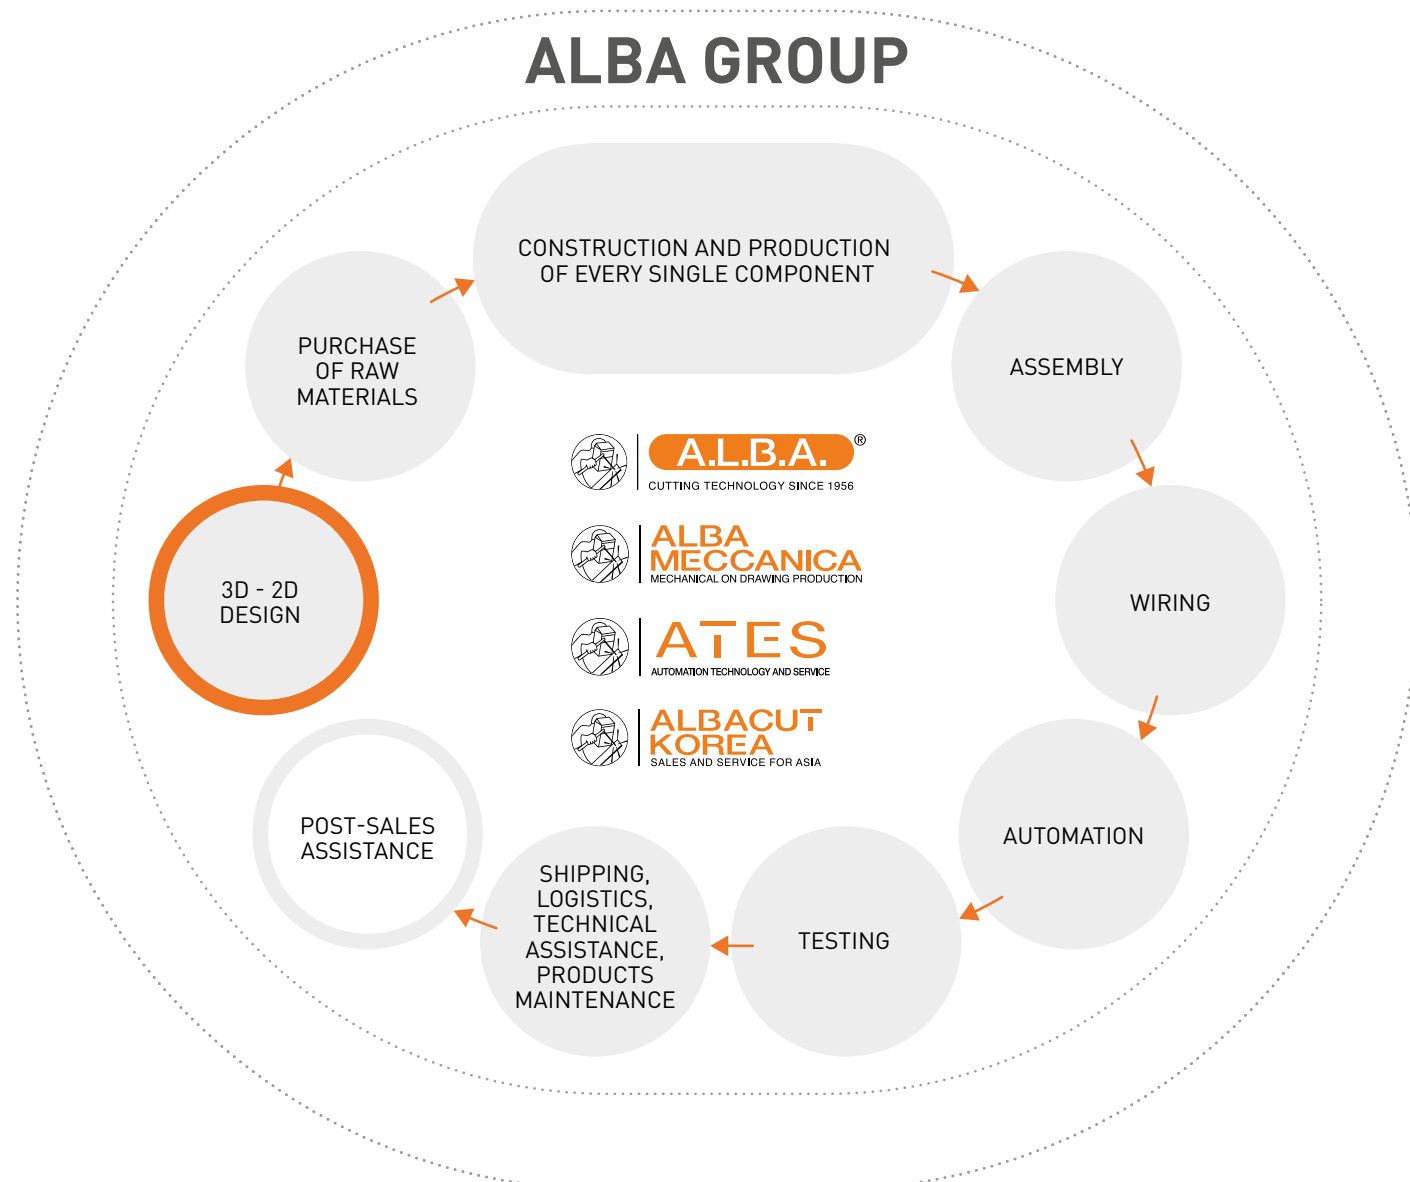 ALBA GROUP
CONSTRUCTION AND PRODUCTION
OF EVERY SINGLE COMPONENT
PURCHASE
OF RAW
MATERIALS
ASSEMBLY
A.L.B.A. ®
CUTTING TECHNOLOGY SINCE 1956
ALBA
MECCANICA
MECHANICAL ON DRAWING PRODUCTION
3D - 2D
DESIGN
WIRING
ATES
AUTOMATION TECHNOLOGY AND SERVICE
ALBACUT
KOREA
SALES AND SERVICE FOR ASIA
POST-SALES
ASSISTANCE
AUTOMATION
SHIPPING,
LOGISTICS,
TECHNICAL
ASSISTANCE,
PRODUCTS
MAINTENANCE
TESTING